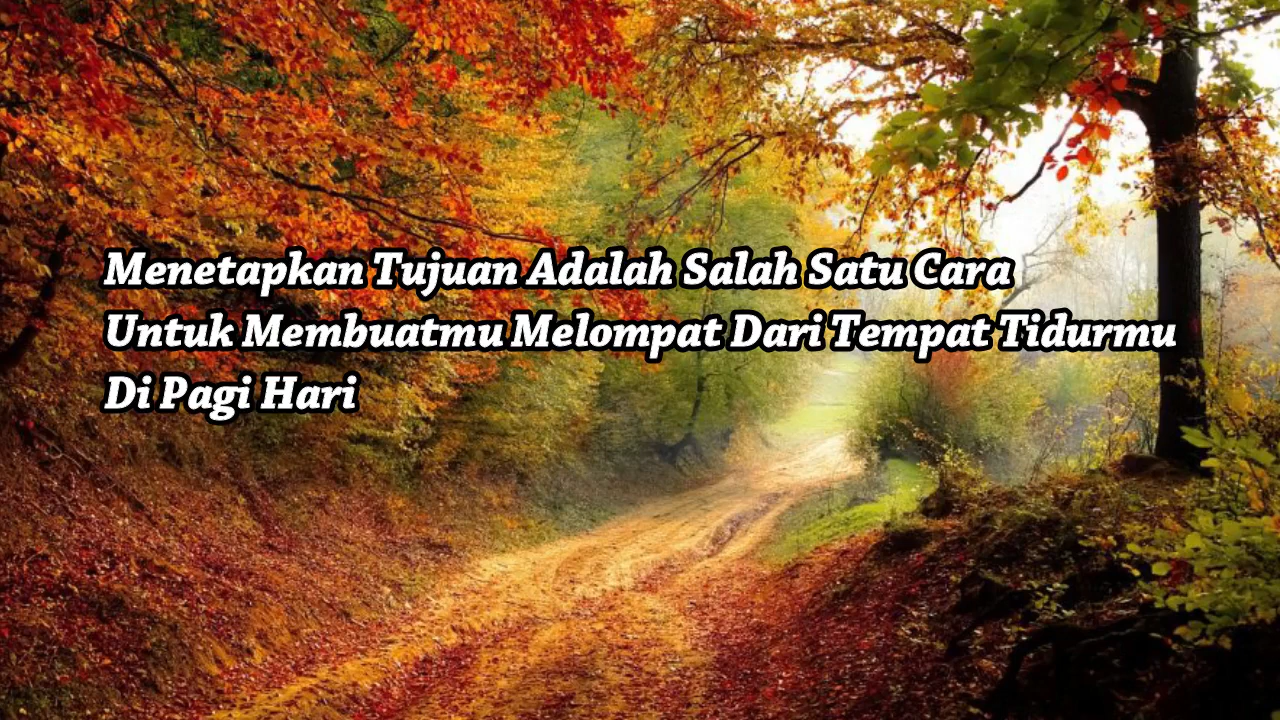 Menetapkan Tujuan Adalah Salah Satu Cara
Untuk Membuatmu Melompat Dari Tempat Tidurmu
Di Pagi Hari